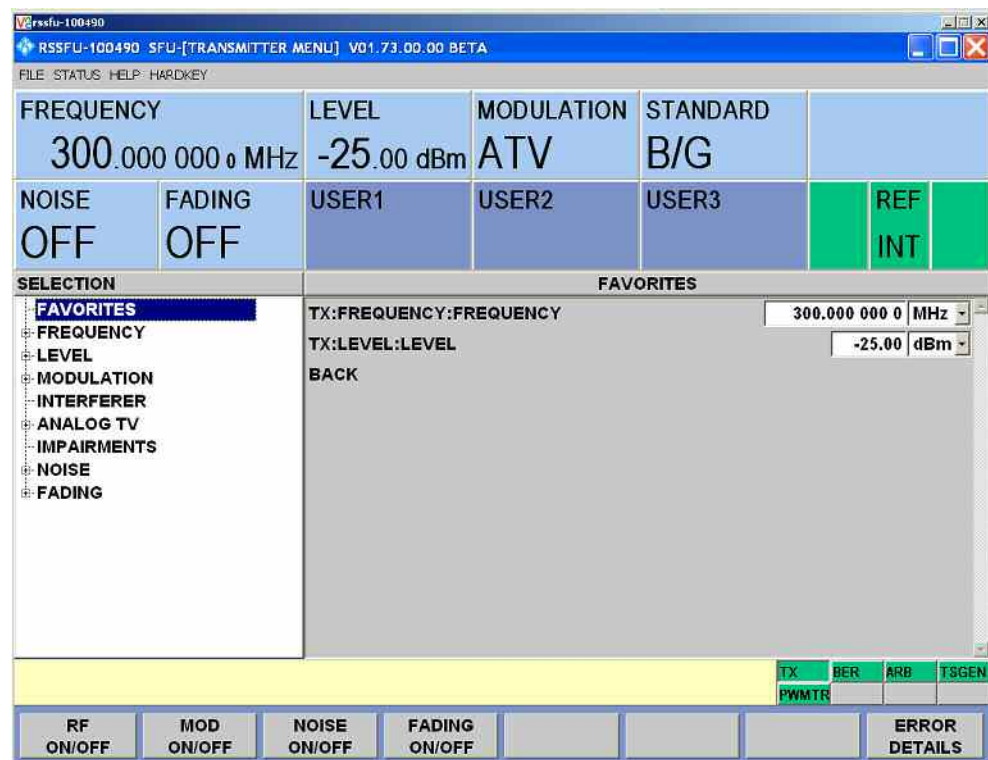 rssfu-100490
RSSFU-100490 SFU-[TRANSMITTER MENU] V01.73.00.00 BETA
FILE STATUS HELP HARDKEY
FREQUENCY LEVEL MODULATION STANDARD
300.000 000 0 MHz -25.00 dBm ATV B/G
NOISE FADING USER1 USER2 USER3 REF
OFF OFF INT
SELECTION FAVORITES
FAVORITES
FREQUENCY
LEVEL
MODULATION
INTERFERER
ANALOG TV
IMPAIRMENTS
NOISE
FADING
TX:FREQUENCY:FREQUENCY 300.000 000 0 MHz
TX:LEVEL:LEVEL -25.00 dBm
BACK
TX BER ARB TSGEN
PWMTR
RF ON/OFF
MOD ON/OFF
NOISE ON/OFF
FADING ON/OFF
ERROR DETAILS